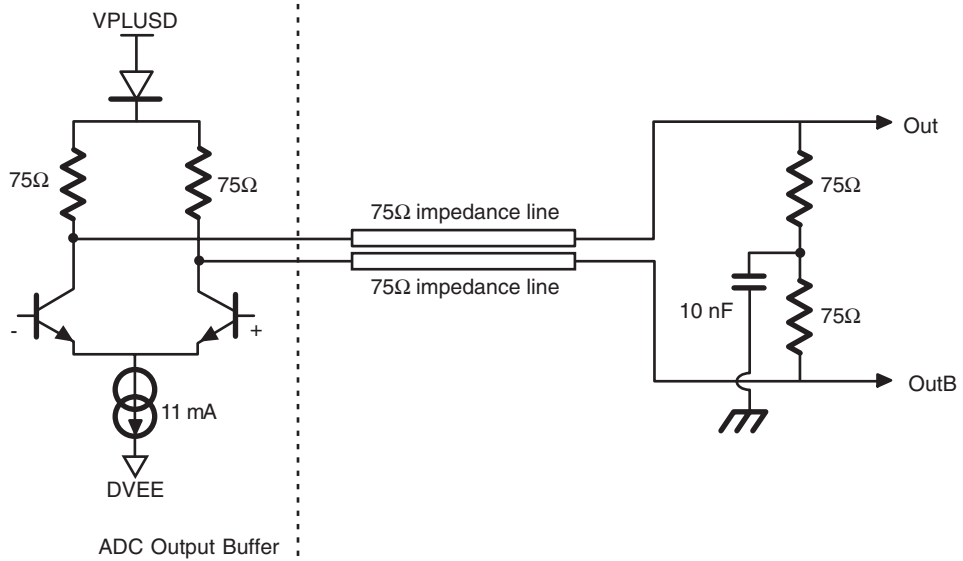 VPLUSD
75Ω
75Ω
-
+
11 mA
DVEE
ADC Output Buffer
75Ω impedance line
75Ω impedance line
Out
75Ω
10 nF
75Ω
OutB